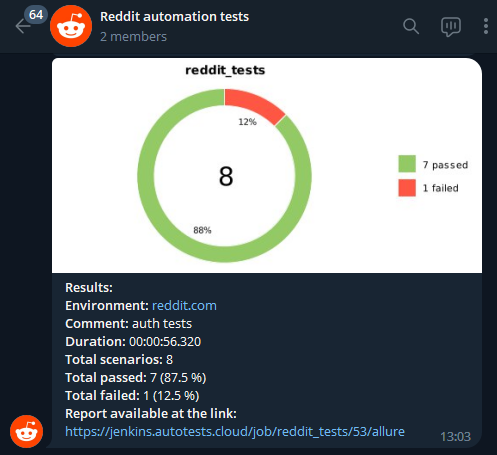 64
Reddit automation tests
2 members
reddit_tests
12%
8
7 passed
1 failed
88%
Results:
Environment: reddit.com
Comment: auth tests
Duration: 00:00:56.320
Total scenarios: 8
Total passed: 7 (87.5 %)
Total failed: 1 (12.5 %)
Report available at the link:
https://jenkins.autotests.cloud/job/reddit_tests/53/allure
13:03